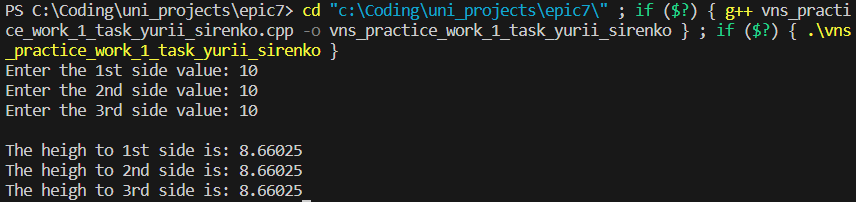 PS C:\Coding\uni_projects\epic7> cd "c:\Coding\uni_projects\epic7\" ; if ($?) { g++ vns_practi
ce_work_1_task_yurii_sirenko.cpp -o vns_practice_work_1_task_yurii_sirenko } ; if ($?) { .\vns
_practice_work_1_task_yurii_sirenko }
Enter the 1st side value: 10
Enter the 2nd side value: 10
Enter the 3rd side value: 10

The heigh to 1st side is: 8.66025
The heigh to 2nd side is: 8.66025
The heigh to 3rd side is: 8.66025